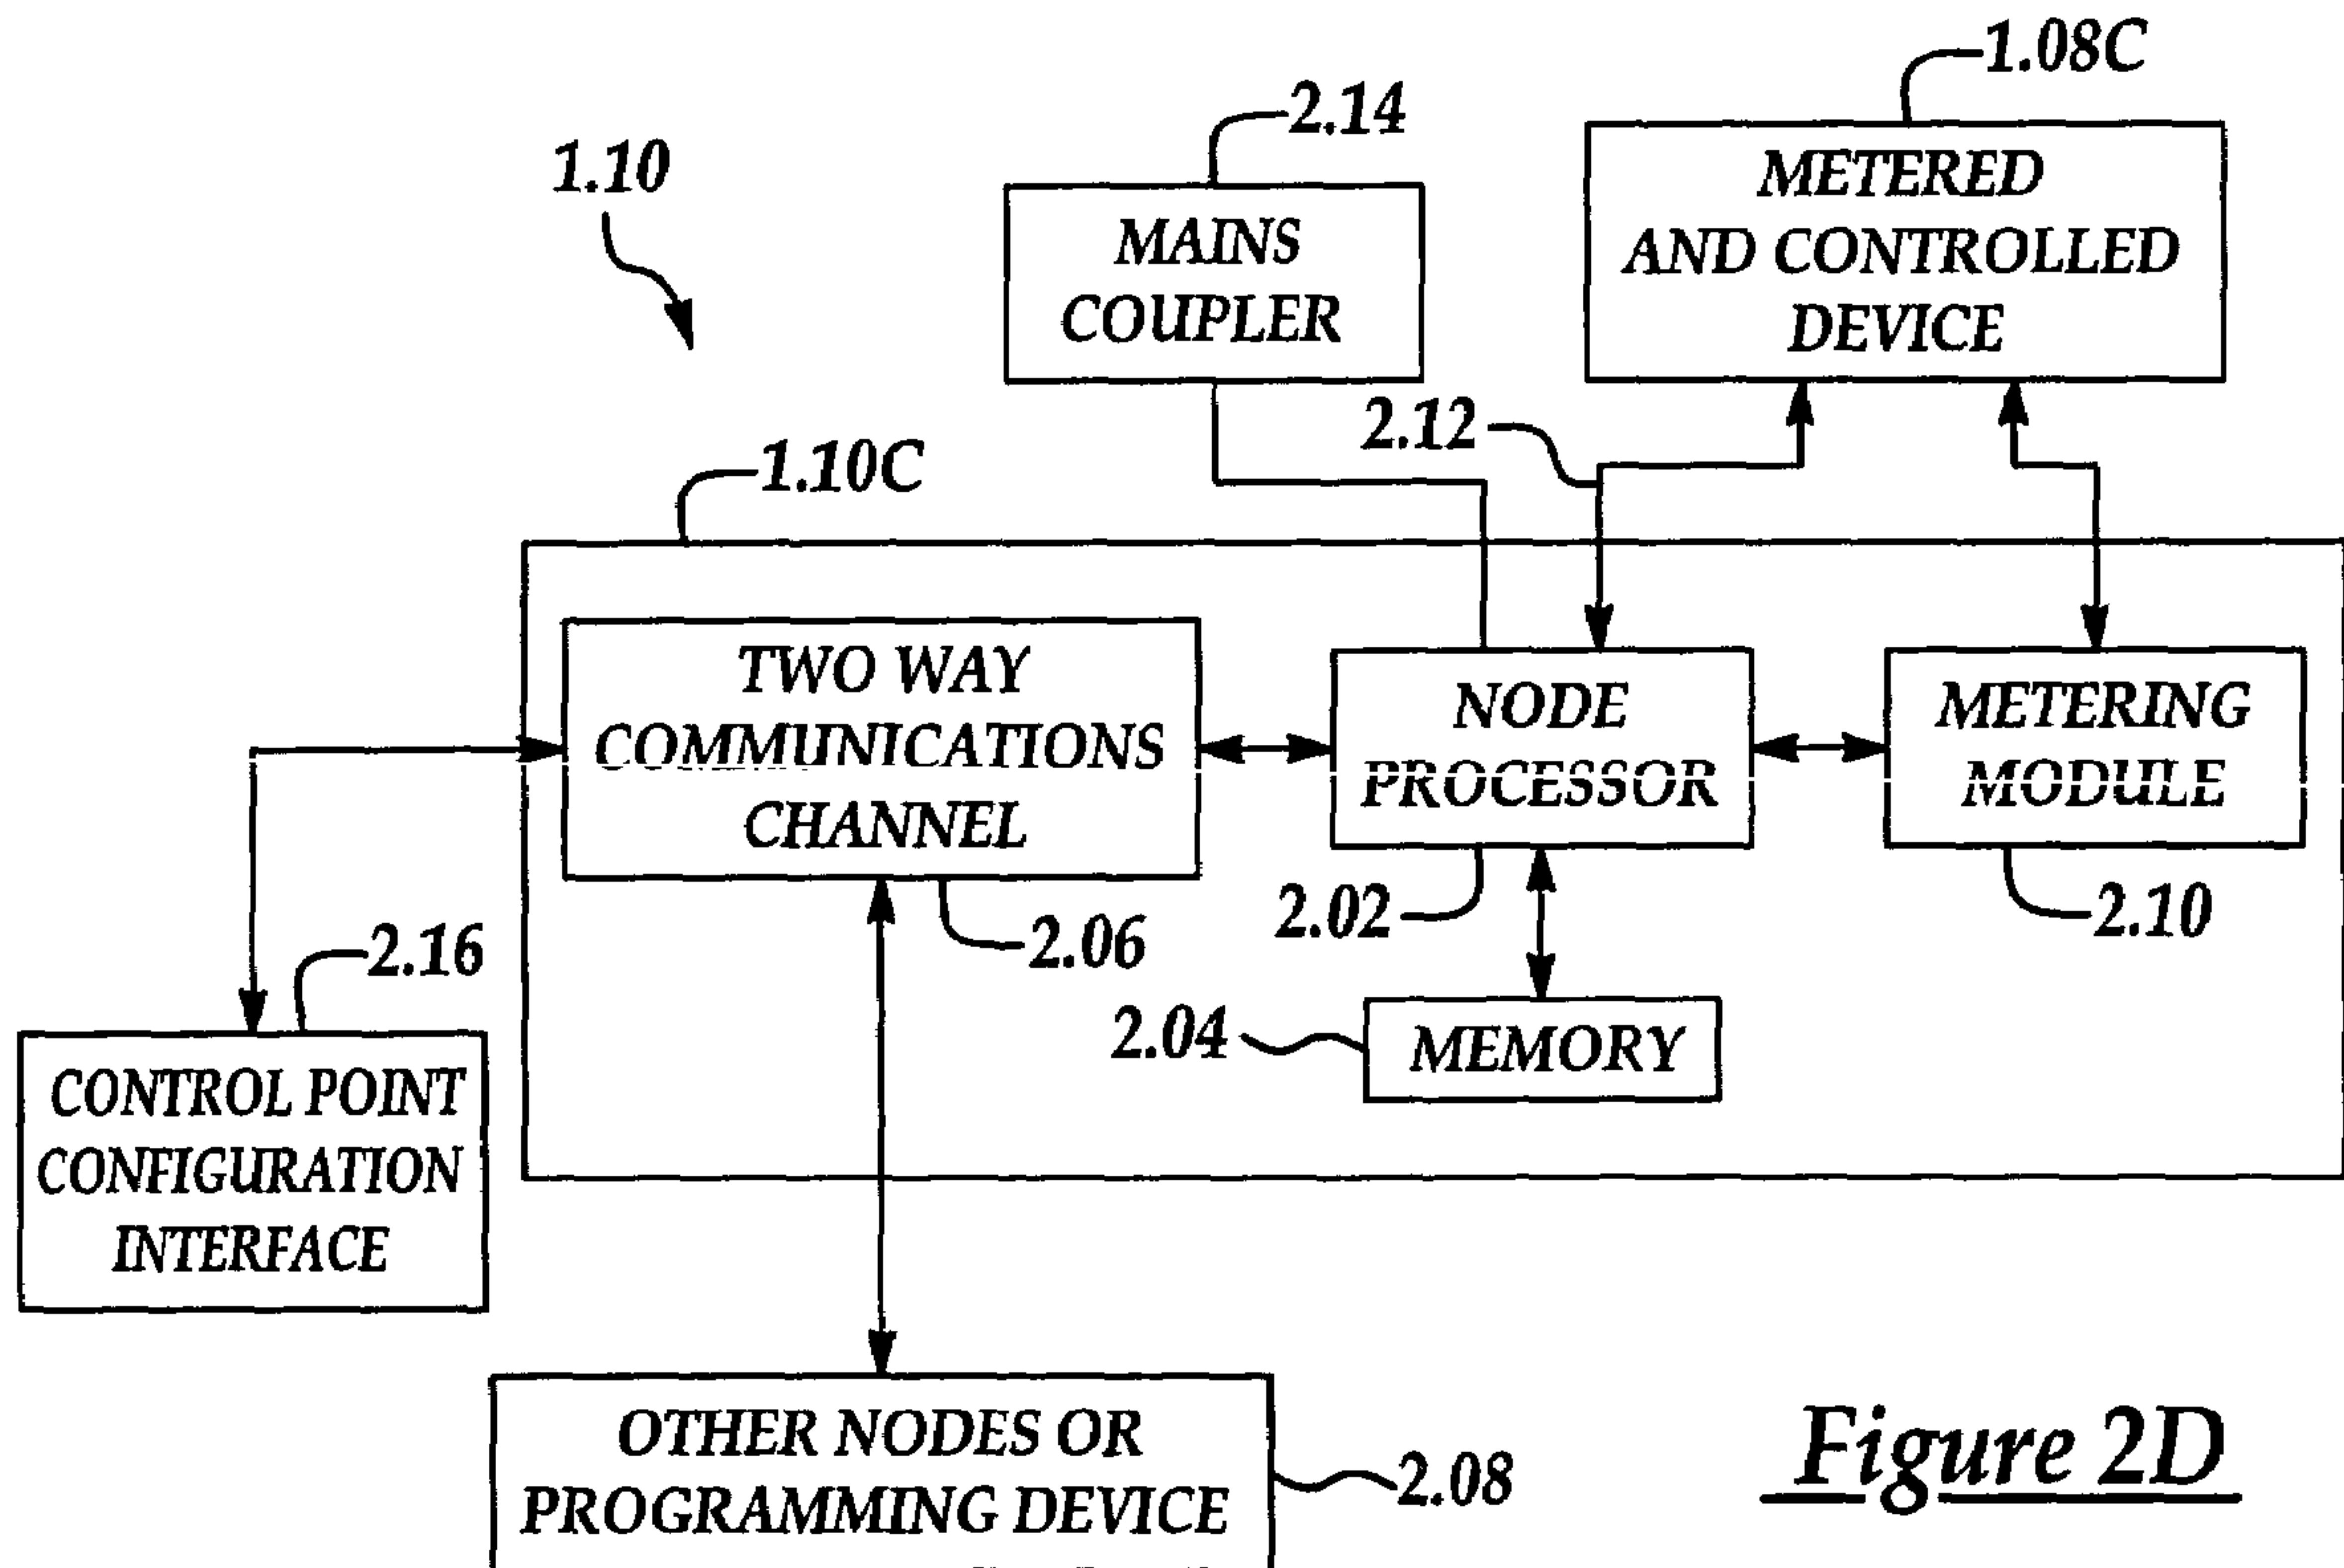 1.08C
2.14
1.10
METERED
AND CONTROLLED
DEVICE
MAINS
COUPLER
2.12
1.10C
TWO WAY
COMMUNICATIONS
CHANNEL
NODE
PROCESSOR
METERING
MODULE
2.02
2.10
2.06
2.16
2.04
MEMORY
CONTROL POINT
CONFIGURATION
INTERFACE
OTHER NODES OR
PROGRAMMING DEVICE
2.08
Figure 2D